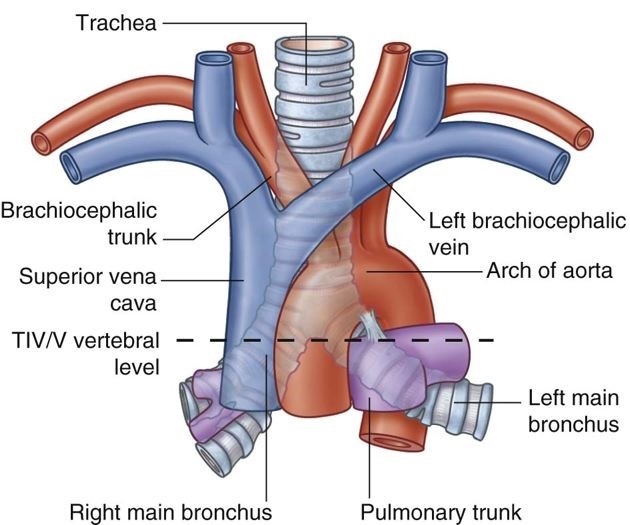 Trachea
Brachiocephalic
trunk
Left brachiocephalic
vein
Superior vena
cava
Arch of aorta
TIV/V vertebral
level
Left main
bronchus
Right main bronchus
Pulmonary trunk